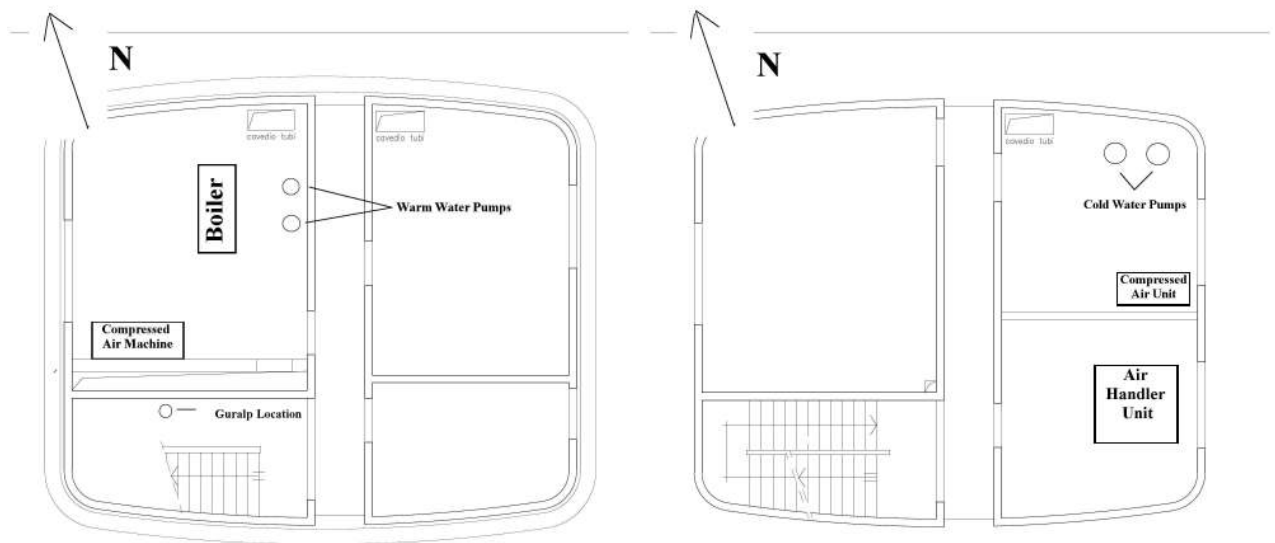 N
cavedio tubi
cavedio tubi
Boiler
Warm Water Pumps
Compressed
Air Machine
Guralp Location
N
cavedio tubi
Cold Water Pumps
Compressed
Air Unit
Air
Handler
Unit